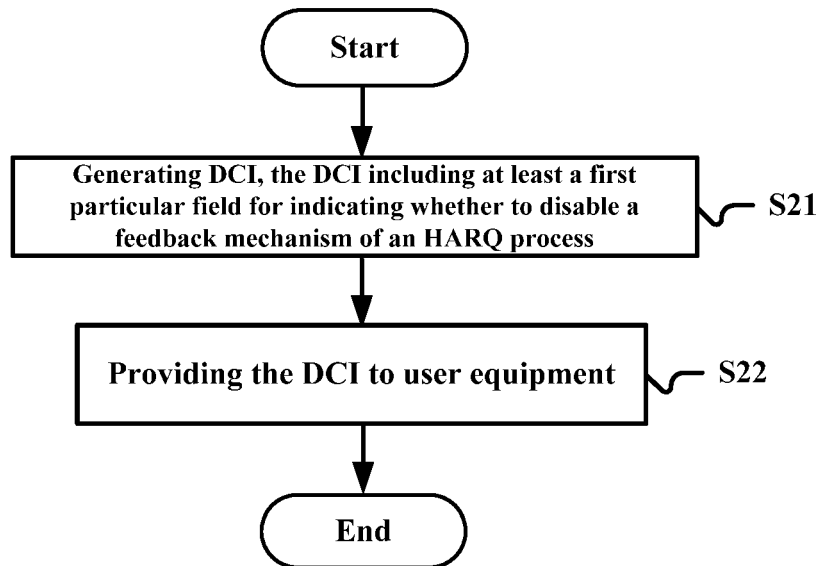 Start
Generating DCI, the DCI including at least a first
particular field for indicating whether to disable a
feedback mechanism of an HARQ process
S21
Providing the DCI to user equipment
S22
End